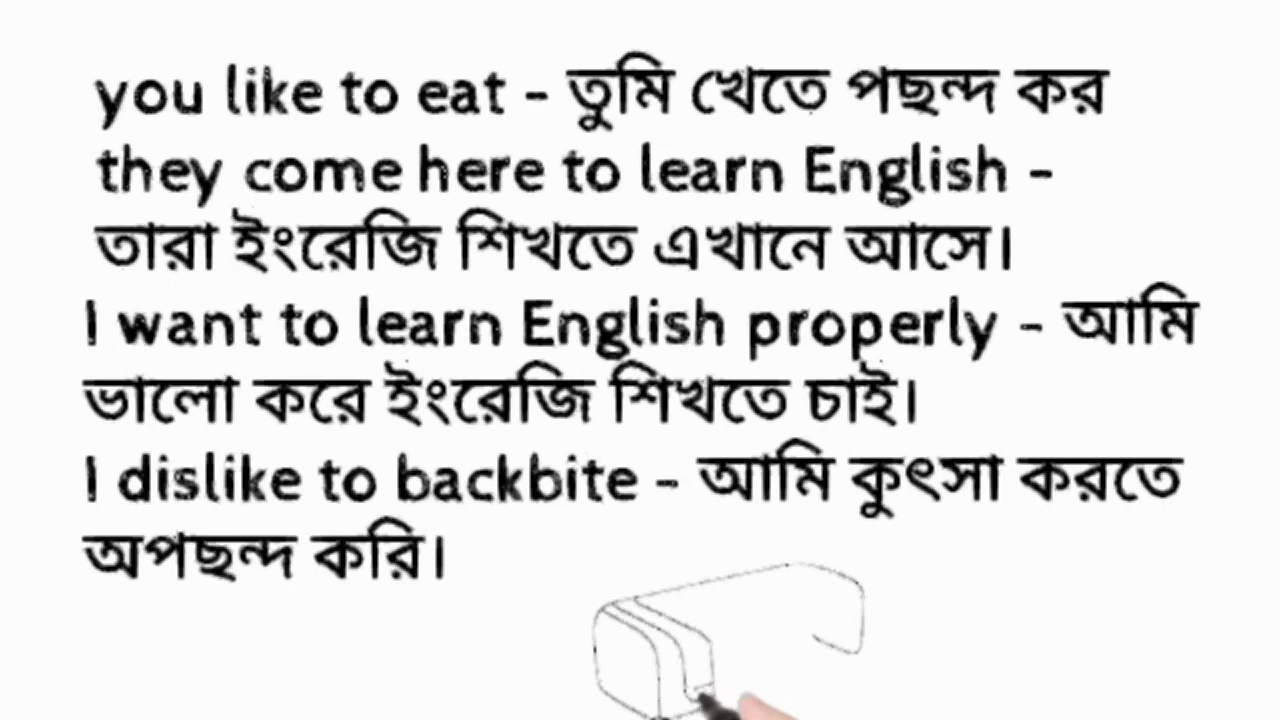 you like to eat - তুমি খেতে পছন্দ কর
they come here to learn English -
তারা ইংরেজি শিখতে এখানে আসে।
I want to learn English properly - আমি
ভালো করে ইংরেজি শিখতে চাই।
I dislike to backbite - আমি কুৎসা করতে
অপছন্দ করি।